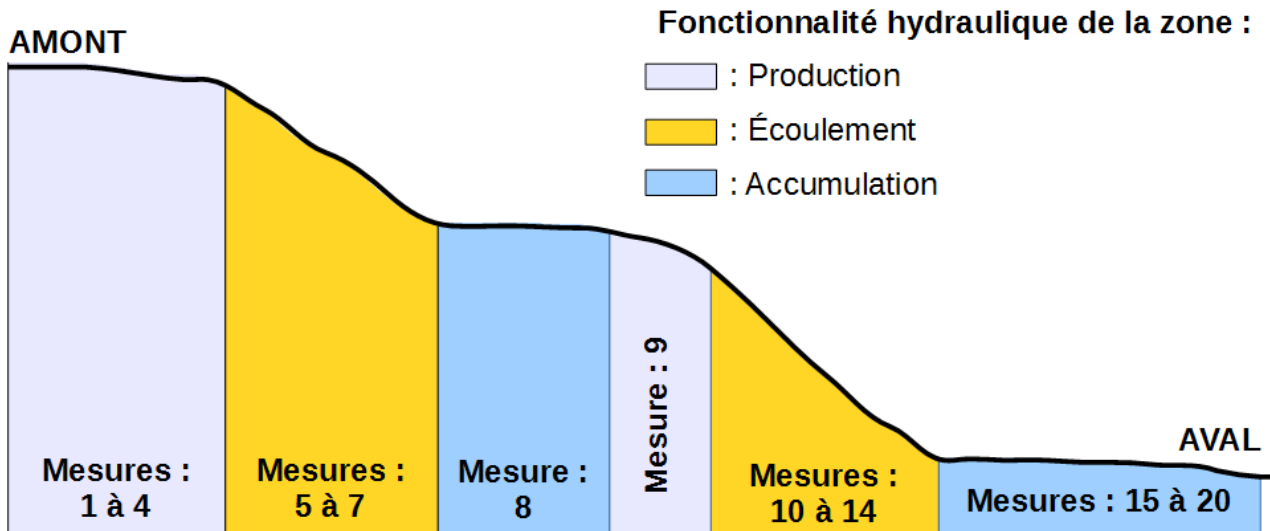 Fonctionnalité hydraulique de la zone :
AMONT
: Production
: Écoulement
: Accumulation
Mesures :
1 à 4
Mesures :
5 à 7
Mesure :
8
Mesure : 9
Mesures :
10 à 14
AVAL
Mesures : 15 à 20